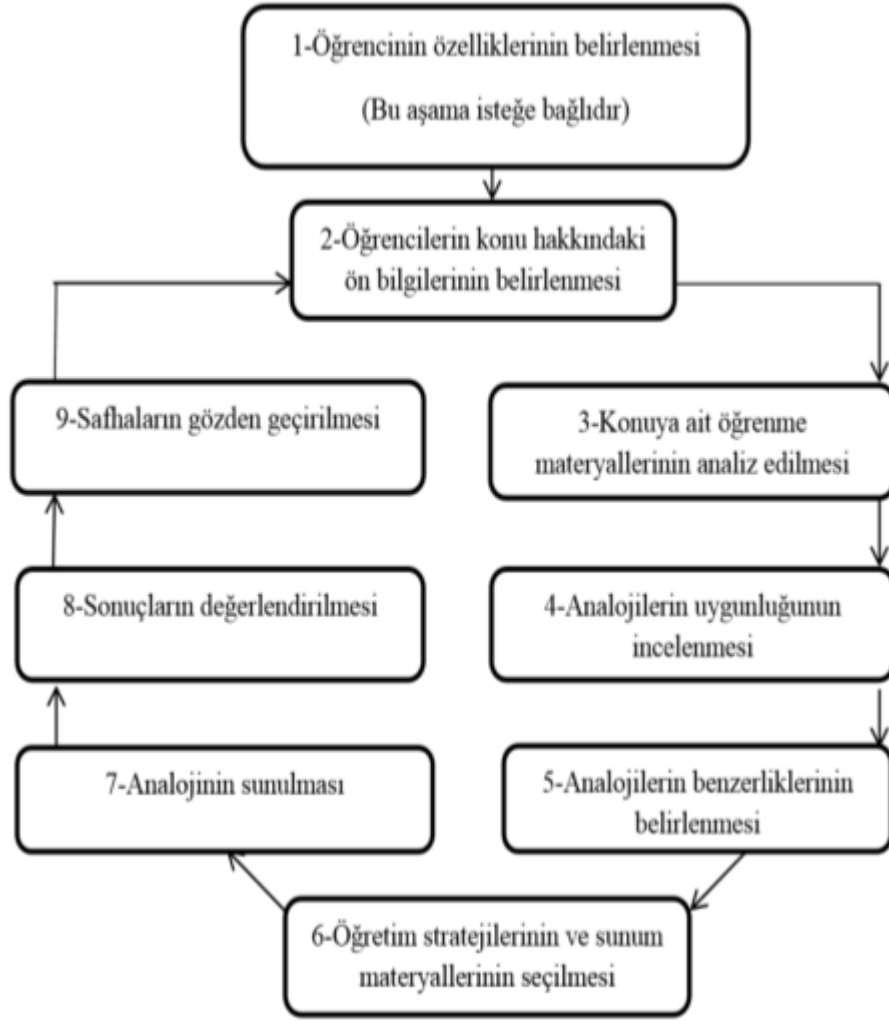 1-Öğrencinin özelliklerinin belirlenmesi
(Bu aşama isteğe bağlıdır)
2-Öğrencilerin konu hakkındaki
ön bilgilerinin belirlenmesi
3-Konuya ait öğrenme
materyallerinin analiz edilmesi
4-Analojilerin uygunluğunun
incelenmesi
5-Analojilerin benzerliklerinin
belirlenmesi
6-Öğretim stratejilerinin ve sunum
materyallerinin seçilmesi
7-Analojinin sunulması
8-Sonuçların değerlendirilmesi
9-Safhaların gözden geçirilmesi